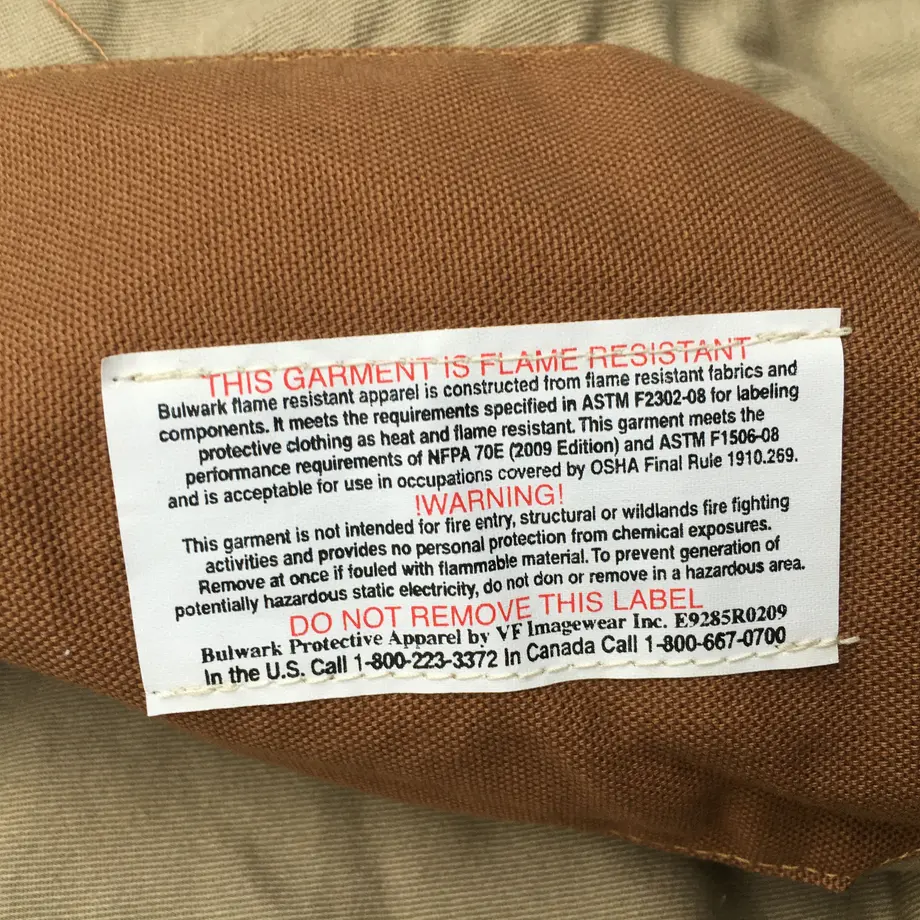 THIS GARMENT IS FLAME RESISTANT
Bulwark flame resistant apparel is constructed from flame resistant fabrics and
components. It meets the requirements specified in ASTM F2302-08 for labeling
protective clothing as heat and flame resistant. This garment meets the
performance requirements of NFPA 70E (2009 Edition) and ASTM F1506-08
and is acceptable for use in occupations covered by OSHA Final Rule 1910.269.
!WARNING!
This garment is not intended for fire entry, structural or wildlands fire fighting
activities and provides no personal protection from chemical exposures.
Remove at once if fouled with flammable material. To prevent generation of
potentially hazardous static electricity, do not don or remove in a hazardous area.
DO NOT REMOVE THIS LABEL
Bulwark Protective Apparel by VF Imagewear Inc. E9285R0209
In the U.S. Call 1-800-223-3372 In Canada Call 1-800-667-0700